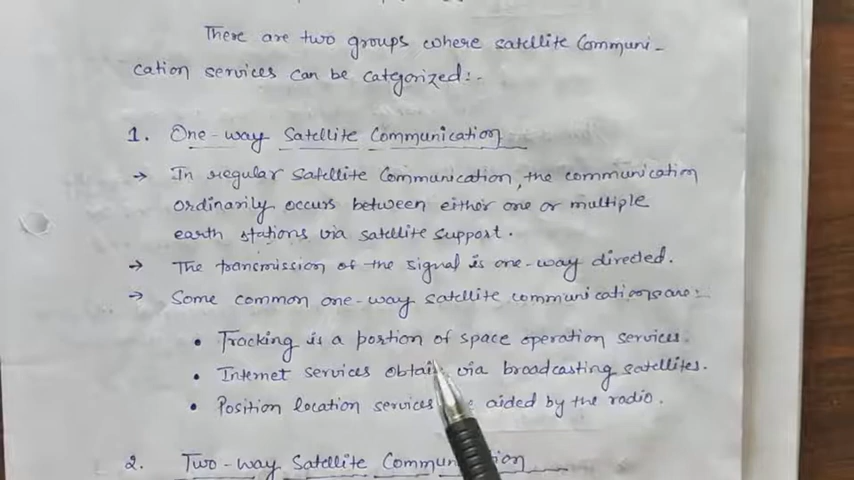 There are two groups where satellite Communi-
cation services can be categorized:-
1. One-way Satellite Communication
→ In regular satellite Communication, the communication
ordinarily occurs between either one or multiple
earth stations via satellite support.
→ The transmission of the signal is one-way directed.
→ Some common one-way satellite communications are:-
• Tracking is a portion of space operation services.
• Internet services obtain via broadcasting satellites.
• Position location services aided by the radio.
2. Two-way Satellite Communication